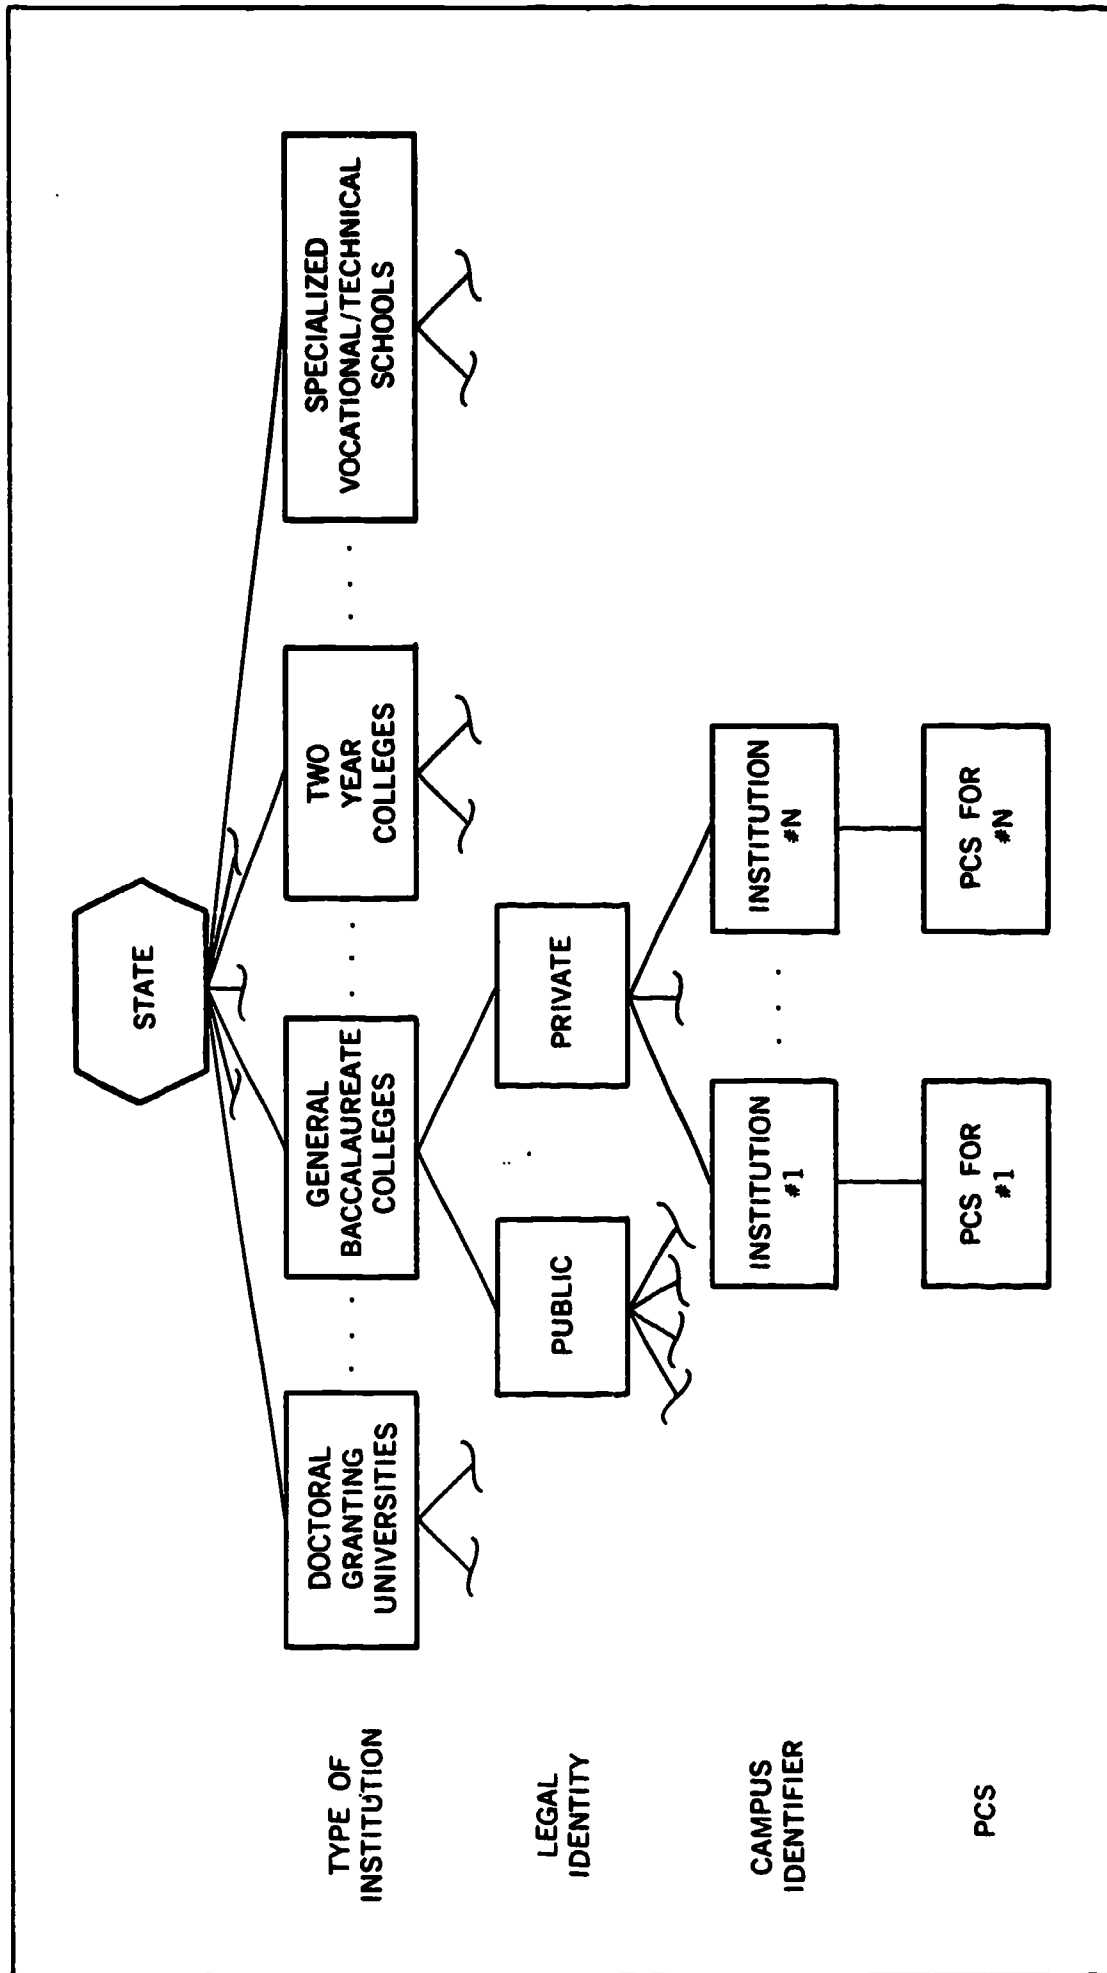 STATE
TYPE OF
INSTITUTION
DOCTORAL
GRANTING
UNIVERSITIES
. . .
GENERAL
BACCALAUREATE
COLLEGES
. . .
TWO
YEAR
COLLEGES
. . .
SPECIALIZED
VOCATIONAL/TECHNICAL
SCHOOLS
LEGAL
IDENTITY
PUBLIC
PRIVATE
CAMPUS
IDENTIFIER
INSTITUTION
#1
. . .
INSTITUTION
#N
PCS
PCS FOR
#1
PCS FOR
#N